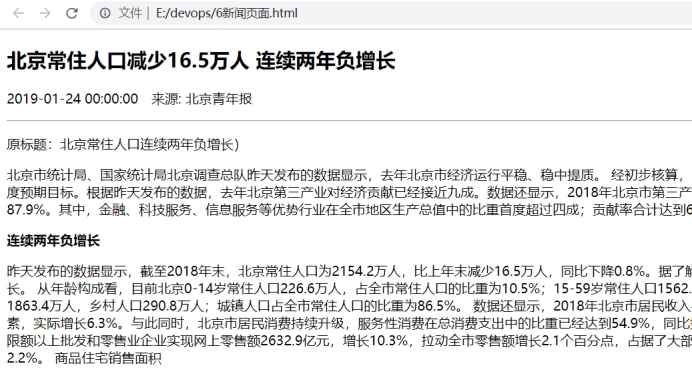 文件 | E:/devops/6新闻页面.html
北京常住人口减少16.5万人 连续两年负增长
2019-01-24 00:00:00 来源: 北京青年报
原标题：北京常住人口连续两年负增长)
北京市统计局、国家统计局北京调查总队昨天发布的数据显示，去年北京市经济运行平稳、稳中提质。 经初步核算，
度预期目标。根据昨天发布的数据，去年北京第三产业对经济贡献已经接近九成。数据还显示，2018年北京市第三产
87.9%。其中，金融、科技服务、信息服务等优势行业在全市地区生产总值中的比重首度超过四成；贡献率合计达到6
连续两年负增长
昨天发布的数据显示，截至2018年末，北京常住人口为2154.2万人，比上年末减少16.5万人，同比下降0.8%。据了解
长。 从年龄构成看，目前北京0-14岁常住人口226.6万人，占全市常住人口的比重为10.5%；15-59岁常住人口1562.
1863.4万人，乡村人口290.8万人；城镇人口占全市常住人口的比重为86.5%。 数据还显示，2018年北京市居民收入
素，实际增长6.3%。与此同时，北京市居民消费持续升级，服务性消费在总消费支出中的比重已经达到54.9%，同比
限额以上批发和零售业企业实现网上零售额2632.9亿元，增长10.3%，拉动全市零售额增长2.1个百分点，占据了大部
2.2%。 商品住宅销售面积